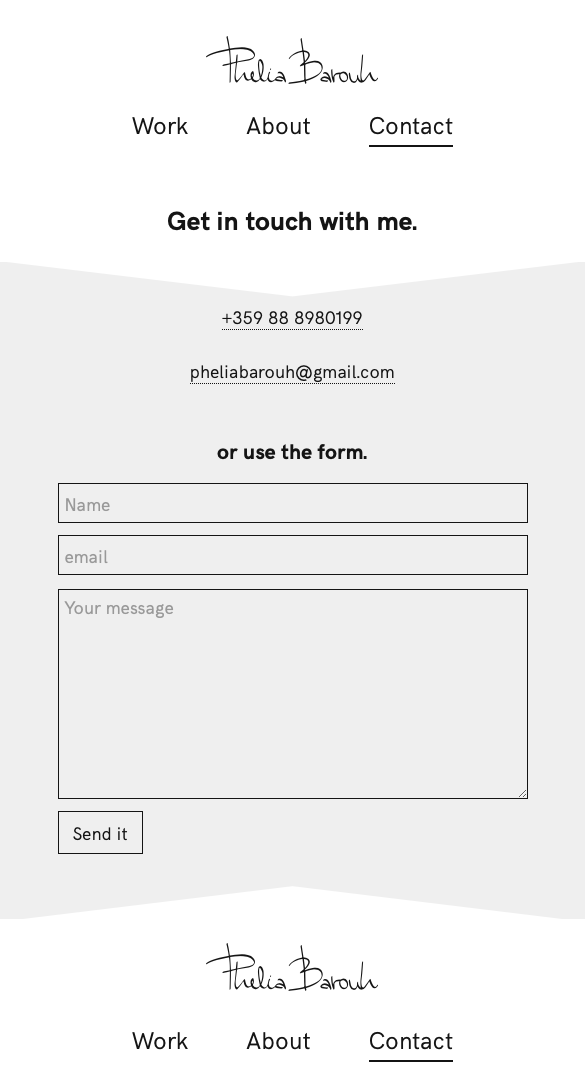 Phelia Barouh
Work About Contact
Get in touch with me.
+359 88 8980199
pheliabarouh@gmail.com
or use the form.
Name
email
Your message
Send it
Phelia Barouh
Work About Contact